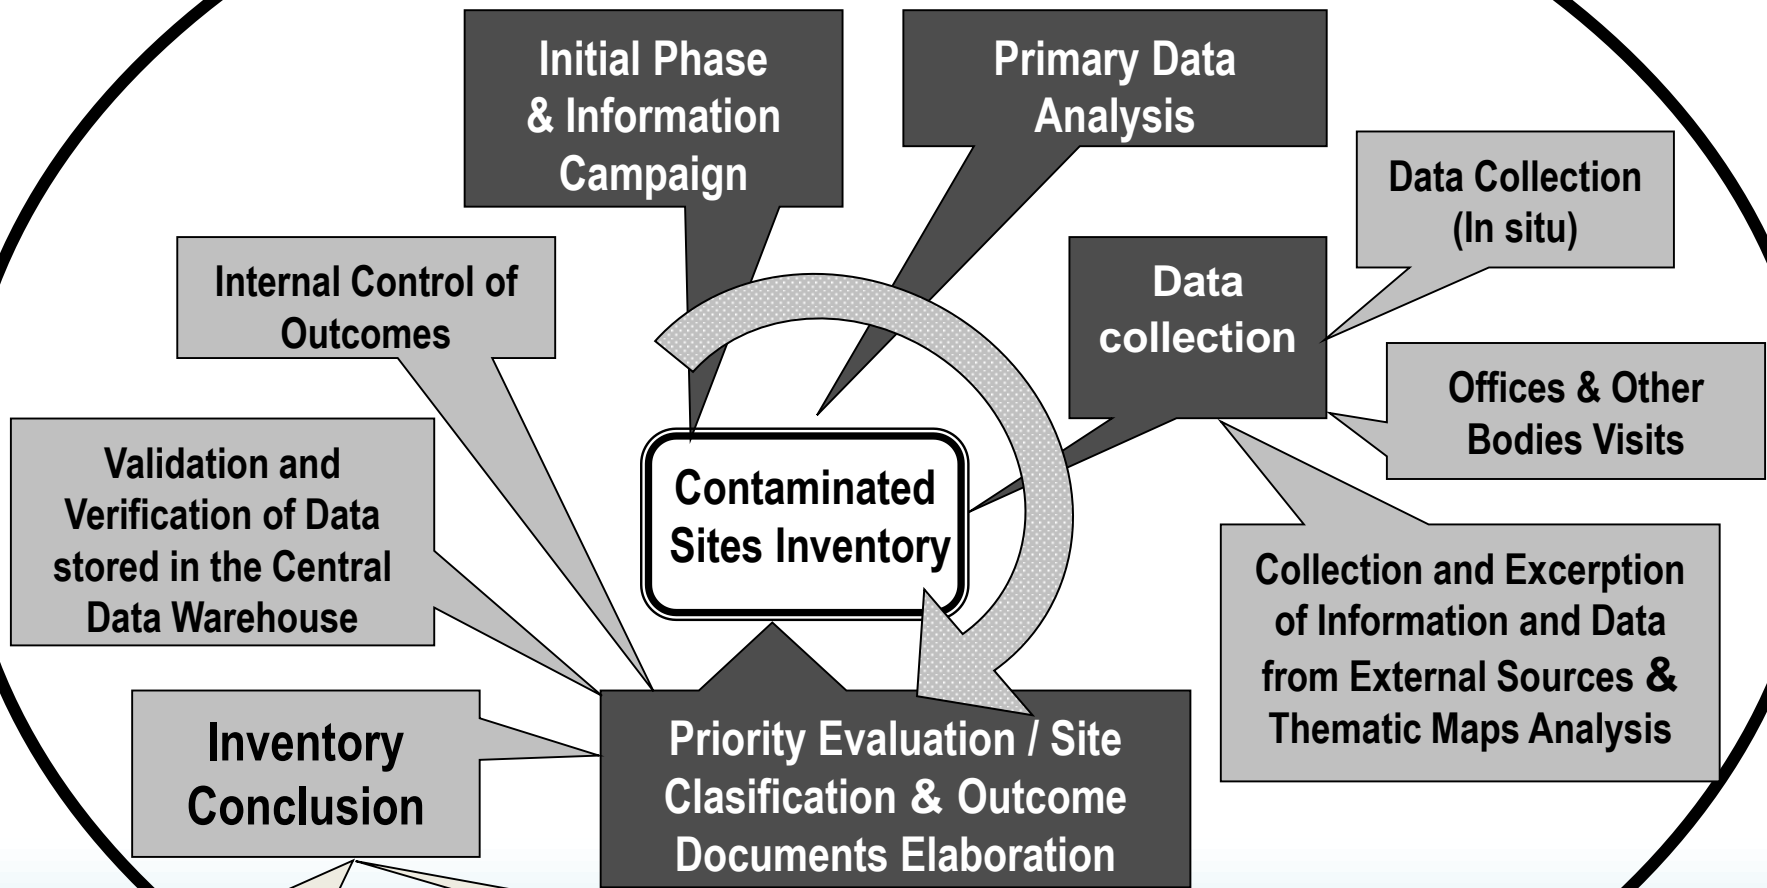 Initial Phase
& Information
Campaign
Primary Data
Analysis
Data Collection
(In situ)
Internal Control of
Outcomes
Data
collection
Offices & Other
Bodies Visits
Validation and
Verification of Data
stored in the Central
Data Warehouse
Contaminated
Sites Inventory
Collection and Excerption
of Information and Data
from External Sources &
Thematic Maps Analysis
Inventory
Conclusion
Priority Evaluation / Site
Clasification & Outcome
Documents Elaboration